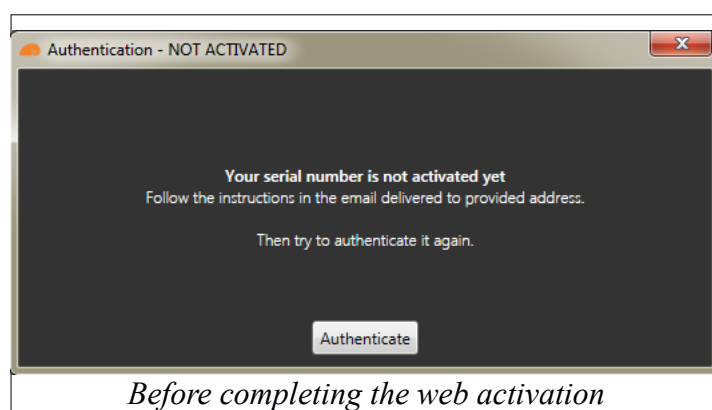 Authentication - NOT ACTIVATED
Your serial number is not activated yet
Follow the instructions in the email delivered to provided address.
Then try to authenticate it again.
Authenticate
Before completing the web activation